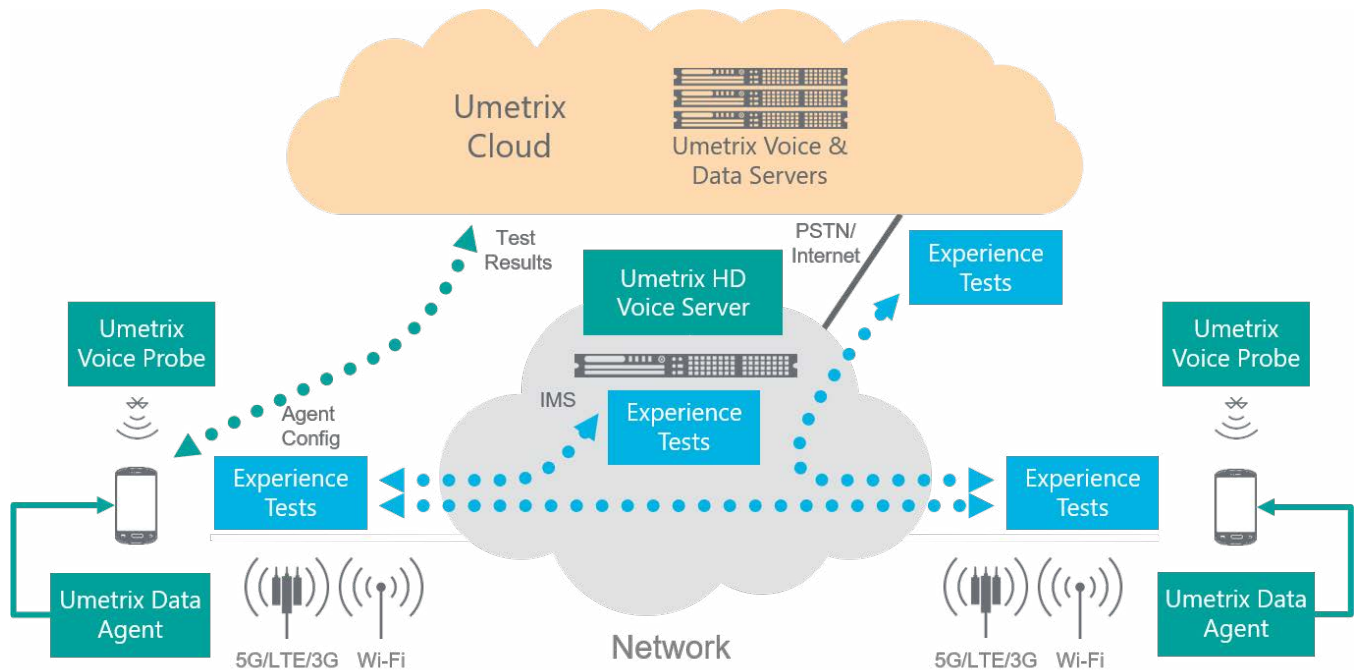 Umetrix
Cloud
Umetrix Voice &
Data Servers
Test
Results
PSTN/
Internet
Experience
Tests
Umetrix HD
Voice Server
Umetrix
Voice Probe
Umetrix
Voice Probe
IMS
Experience
Tests
Agent
Config
Experience
Tests
Experience
Tests
Umetrix Data
Agent
Umetrix Data
Agent
Network
5G/LTE/3G
Wi-Fi
5G/LTE/3G
Wi-Fi